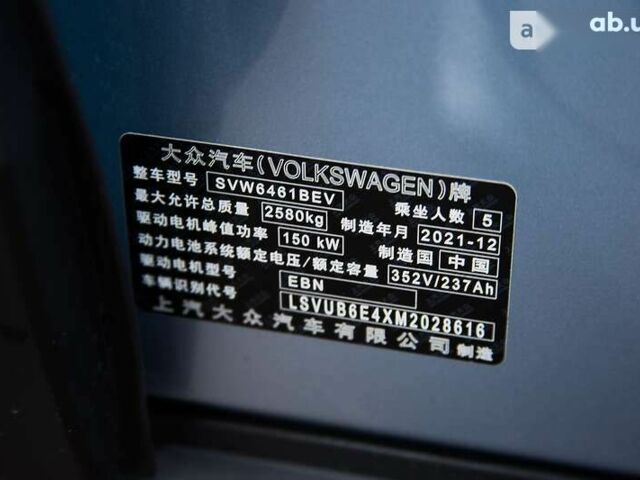 a
ab.u
大众汽车(VOLKSWAGEN)牌
整车型号 SVW6461BEV 乘坐人数 5
最大允许总质量 2580kg 制造年月 2021-12
驱动电机峰值功率 150 kW 制造国 中国
动力电池系统额定电压/额定容量 352V/237Ah
驱动电机型号 EBN
车辆识别代号 LSVUB6E4XM2028616
上汽大众汽车有限公司 制造